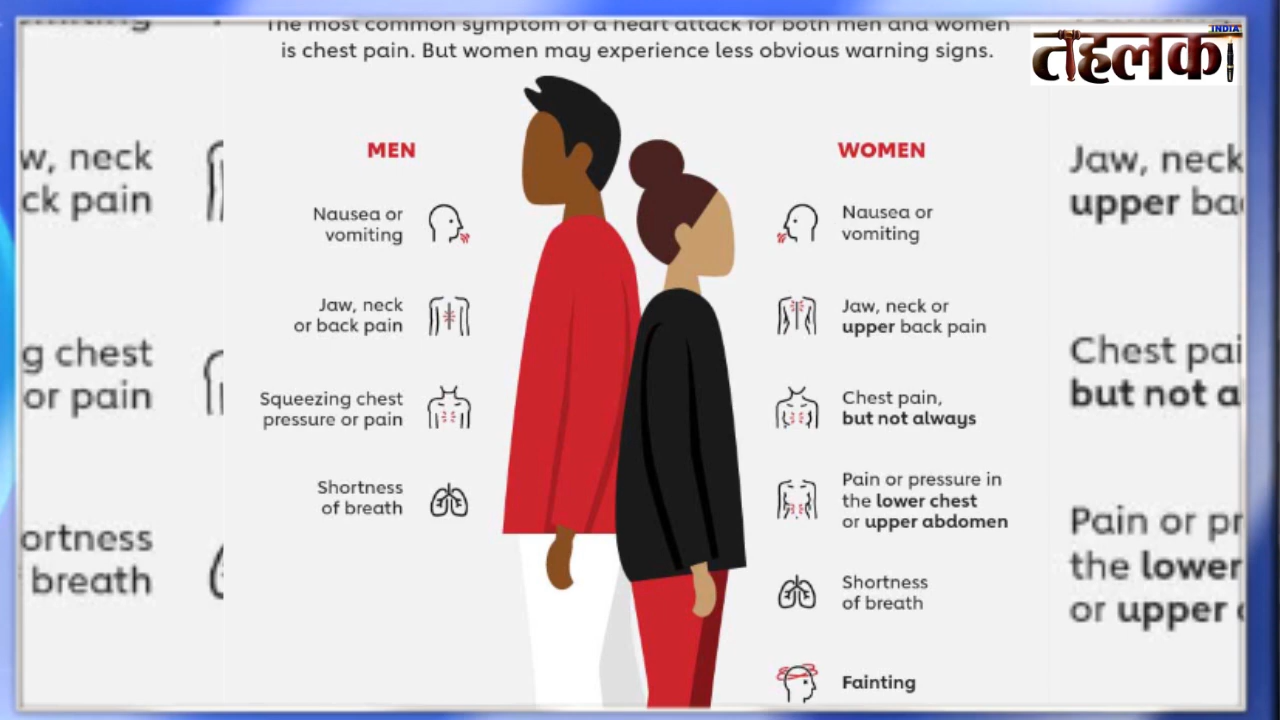 The most common symptom of a heart attack for both men and women
is chest pain. But women may experience less obvious warning signs.
INDIA
तहलका
MEN
Nausea or
vomiting
Jaw, neck
or back pain
Squeezing chest
pressure or pain
Shortness
of breath
WOMEN
Nausea or
vomiting
Jaw, neck or
upper back pain
Chest pain,
but not always
Pain or pressure in
the lower chest
or upper abdomen
Shortness
of breath
Fainting
w, neck
ck pain
g chest
or pain
ortness
breath
Jaw, neck
upper ba
Chest pai
but not a
Pain or pr
the lower
or upper